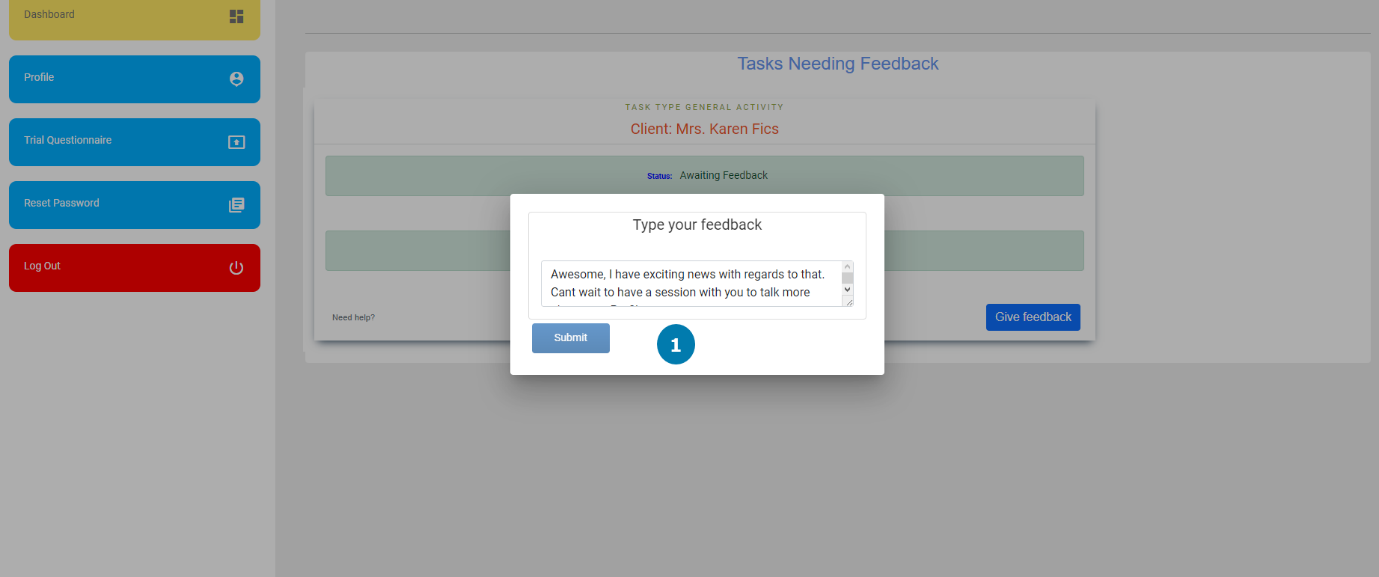 Dashboard
Profile
Trial Questionnaire
Reset Password
Log Out
Tasks Needing Feedback
TASK TYPE GENERAL ACTIVITY
Client: Mrs. Karen Fics
Status: Awaiting Feedback
Type your feedback
Awesome, I have exciting news with regards to that.
Cant wait to have a session with you to talk more
Submit
1
Need help?
Give feedback